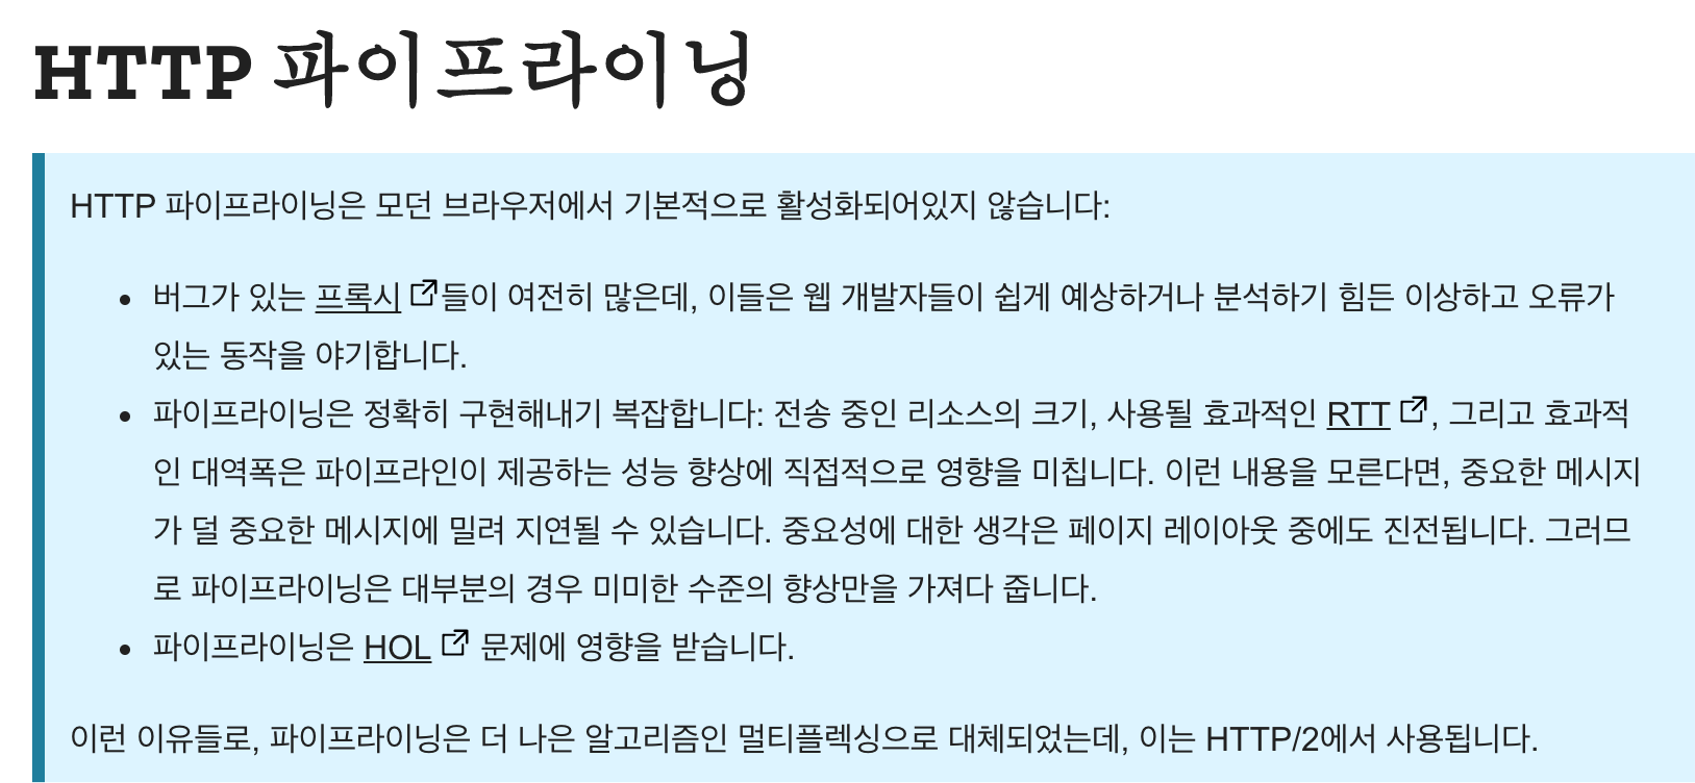 HTTP 파이프라이닝
HTTP 파이프라이닝은 모던 브라우저에서 기본적으로 활성화되어있지 않습니다:
• 버그가 있는 프록시들이 여전히 많은데, 이들은 웹 개발자들이 쉽게 예상하거나 분석하기 힘든 이상하고 오류가
있는 동작을 야기합니다.
• 파이프라이닝은 정확히 구현해내기 복잡합니다: 전송 중인 리소스의 크기, 사용될 효과적인 RTT, 그리고 효과적
인 대역폭은 파이프라인이 제공하는 성능 향상에 직접적으로 영향을 미칩니다. 이런 내용을 모른다면, 중요한 메시지
가 덜 중요한 메시지에 밀려 지연될 수 있습니다. 중요성에 대한 생각은 페이지 레이아웃 중에도 진전됩니다. 그러므
로 파이프라이닝은 대부분의 경우 미미한 수준의 향상만을 가져다 줍니다.
• 파이프라이닝은 HOL 문제에 영향을 받습니다.
이런 이유들로, 파이프라이닝은 더 나은 알고리즘인 멀티플렉싱으로 대체되었는데, 이는 HTTP/2에서 사용됩니다.